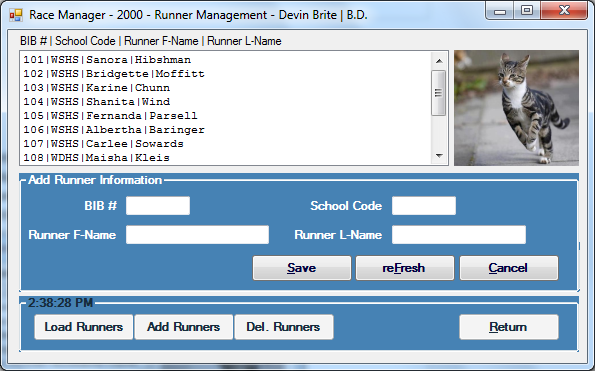 Race Manager - 2000 - Runner Management - Devin Brite | B.D.
BIB # | School Code | Runner F-Name | Runner L-Name
101|WSHS|Sanora|Hibshman
102|WSHS|Bridgette|Moffitt
103|WSHS|Karine|Chunn
104|WSHS|Shanita|Wind
105|WSHS|Fernanda|Parsell
106|WSHS|Albertha|Baringer
107|WSHS|Carlee|Sowards
108|WDHS|Maisha|Kleis
Add Runner Information
BIB # School Code
Runner F-Name Runner L-Name
Save reFresh Cancel
2:38:28 PM
Load Runners Add Runners Del. Runners Return